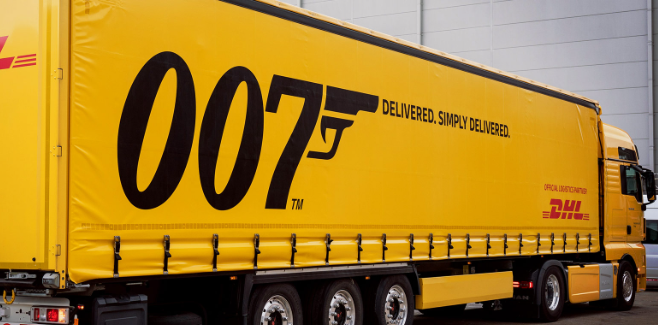 007
TM
DELIVERED. SIMPLY DELIVERED.
OFFICIAL LOGISTICS PARTNER
DHL